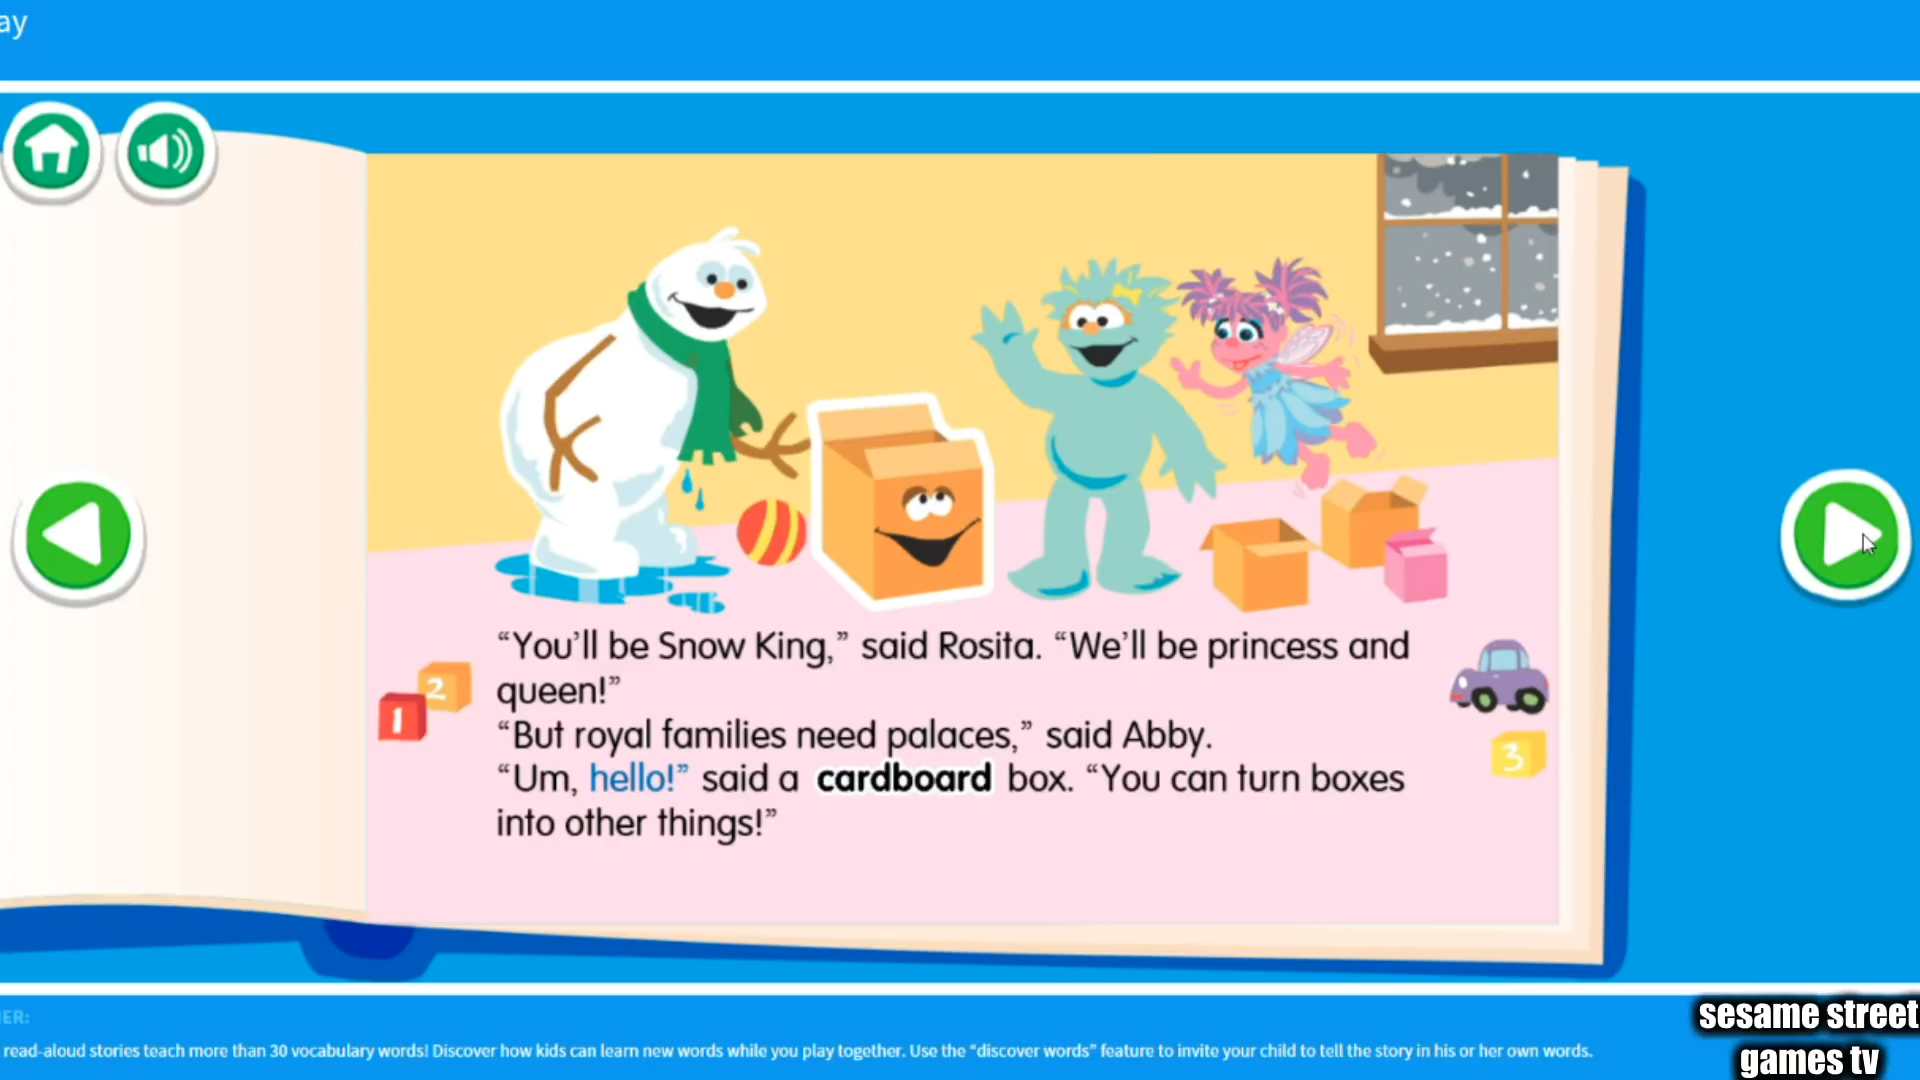 ay
“You’ll be Snow King,” said Rosita. “We’ll be princess and
queen!”
“But royal families need palaces,” said Abby.
“Um, hello!” said a cardboard box. “You can turn boxes
into other things!”
2
1
3
ER:
read-aloud stories teach more than 30 vocabulary words! Discover how kids can learn new words while you play together. Use the “discover words” feature to invite your child to tell the story in his or her own words.
sesame street
games tv